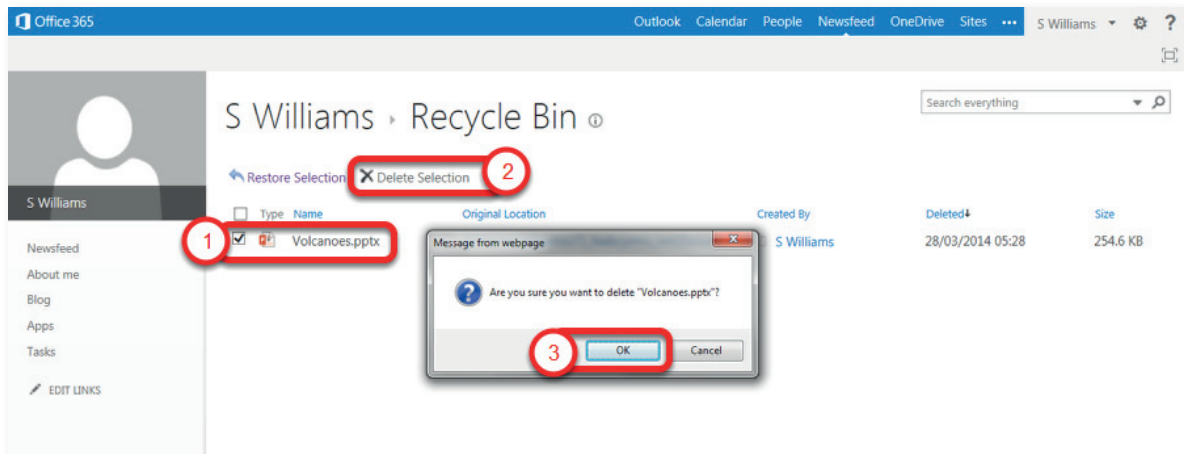 Office 365 Outlook Calendar People Newsfeed OneDrive Sites ••• S Williams ?
S Williams Recycle Bin
Search everything
Restore Selection Delete Selection 2
S Williams
Type Name Original Location Created By Deleted Size
1 Volcanoes.pptx S Williams 28/03/2014 05:28 254.6 KB
Message from webpage
Are you sure you want to delete "Volcanoes.pptx"?
3 OK Cancel
Newsfeed
About me
Blog
Apps
Tasks
EDIT LINKS